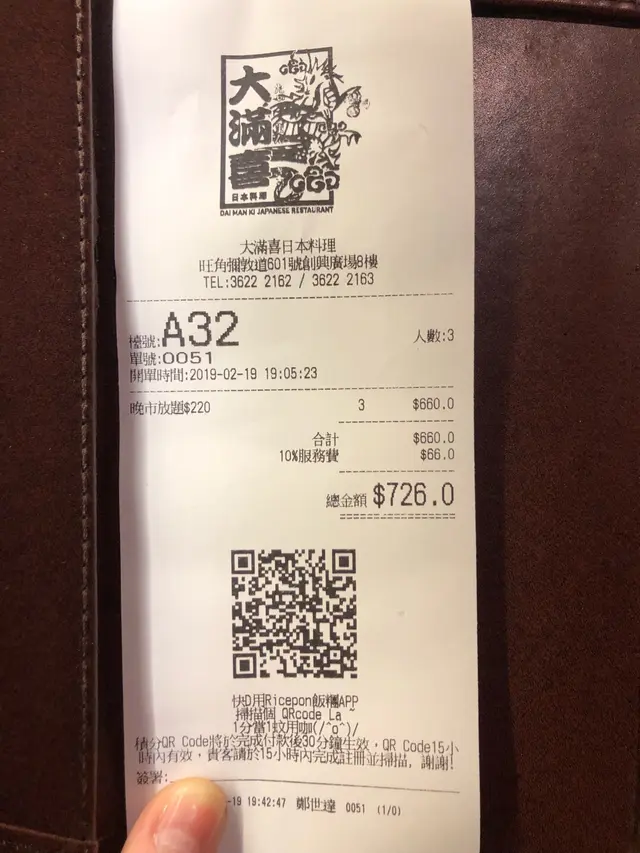 大滿喜
日本料理
DAI MAN KI JAPANESE RESTAURANT
大滿喜日本料理
旺角彌敦道601號創興廣場8樓
TEL:3622 2162 / 3622 2163
檯號:A32 人數:3
單號:0051
開單時間:2019-02-19 19:05:23
晚市放題$220 3 $660.0
合計 $660.0
10%服務費 $66.0
總金額 $726.0
快D用Ricepon飯糰APP
掃描個 QRcode La~
1分當1蚊用咖(/^o^)/
積分QR Code將於完成付款後30分鐘生效，QR Code15小
時內有效，貴客請於15小時內完成註冊並掃描，謝謝!
簽署:
-19 19:42:47 鄭世達 0051 (1/0)